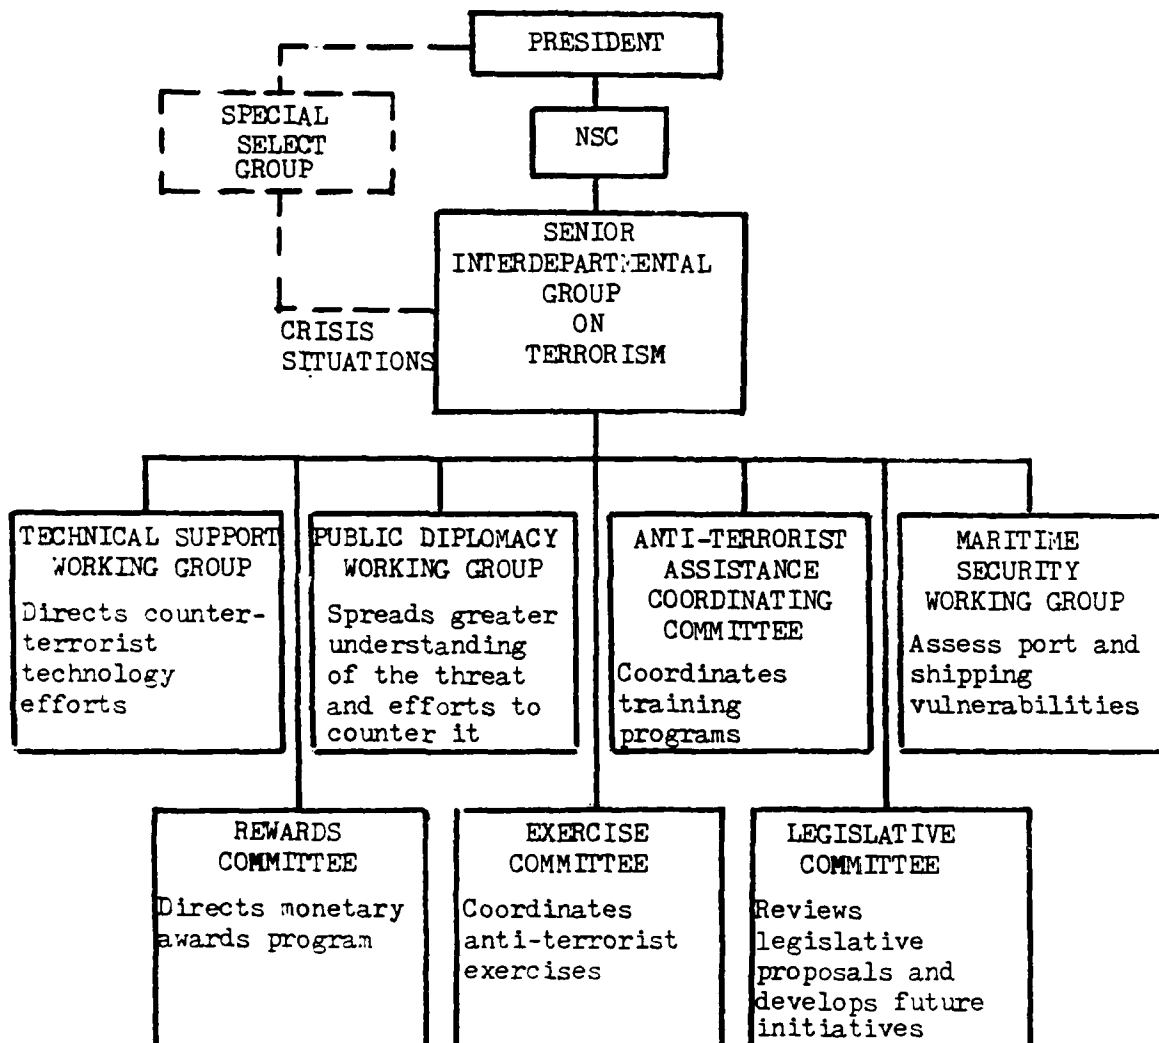 PRESIDENT
SPECIAL
SELECT
GROUP
NSC
SENIOR
INTERDEPARTMENTAL
GROUP
ON
TERRORISM
CRISIS
SITUATIONS
TECHNICAL SUPPORT
WORKING GROUP
Directs counter-
terrorist
technology
efforts
PUBLIC DIPLOMACY
WORKING GROUP
Spreads greater
understanding
of the threat
and efforts to
counter it
ANTI-TERRORIST
ASSISTANCE
COORDINATING
COMMITTEE
Coordinates
training
programs
MARITIME
SECURITY
WORKING GROUP
Assess port and
shipping
vulnerabilities
REWARDS
COMMITTEE
Directs monetary
awards program
EXERCISE
COMMITTEE
Coordinates
anti-terrorist
exercises
LEGISLATIVE
COMMITTEE
Reviews
legislative
proposals and
develops future
initiatives